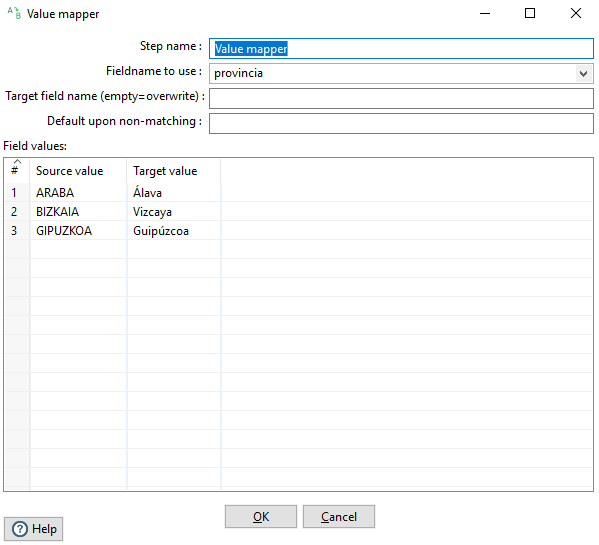 Value mapper
Step name :
Value mapper
Fieldname to use :
provincia
Target field name (empty=overwrite) :
Default upon non-matching :
Field values:
# Source value Target value
1 ARABA Álava
2 BIZKAIA Vizcaya
3 GIPUZKOA Guipúzcoa
OK Cancel
Help